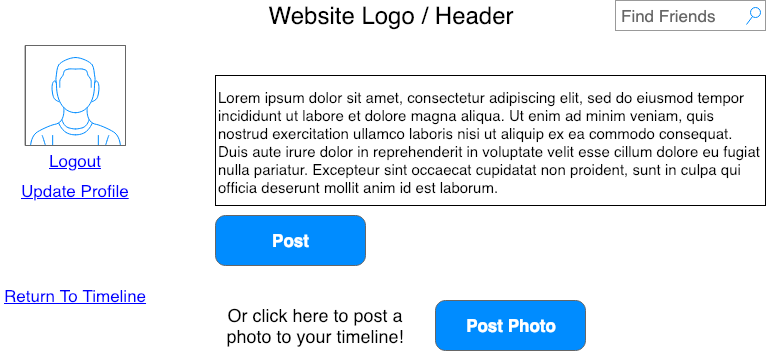 Website Logo / Header
Find Friends
Logout
Update Profile
Lorem ipsum dolor sit amet, consectetur adipiscing elit, sed do eiusmod tempor
incididunt ut labore et dolore magna aliqua. Ut enim ad minim veniam, quis
nostrud exercitation ullamco laboris nisi ut aliquip ex ea commodo consequat.
Duis aute irure dolor in reprehenderit in voluptate velit esse cillum dolore eu fugiat
nulla pariatur. Excepteur sint occaecat cupidatat non proident, sunt in culpa qui
officia deserunt mollit anim id est laborum.
Post
Return To Timeline
Or click here to post a
photo to your timeline!
Post Photo